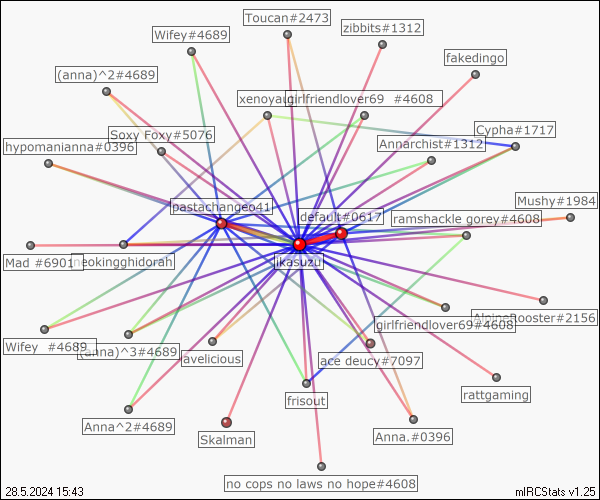 Toucan#2473
zibbits#1312
Wifey#4689
fakedingo
(anna)^2#4689
girlfriendlover69 #4608
Cypha#1717
Soxy Foxy#5076
Annarchist#1312
hypomanianna#0396
Mushy#1984
pastachangeo41
default#0617
ramshackle gorey#4608
Mad #6901
neokingghidorah
ikasuzu
#2156
girlfriendlover69#4608
Wifey #4689
(anna)^3#4689
avelicious
ace deucy#7097
rattgaming
frisout
Anna^2#4689
Skalman
Anna.#0396
no cops no laws no hope#4608
28.5.2024 15:43
mIRCStats v1.25